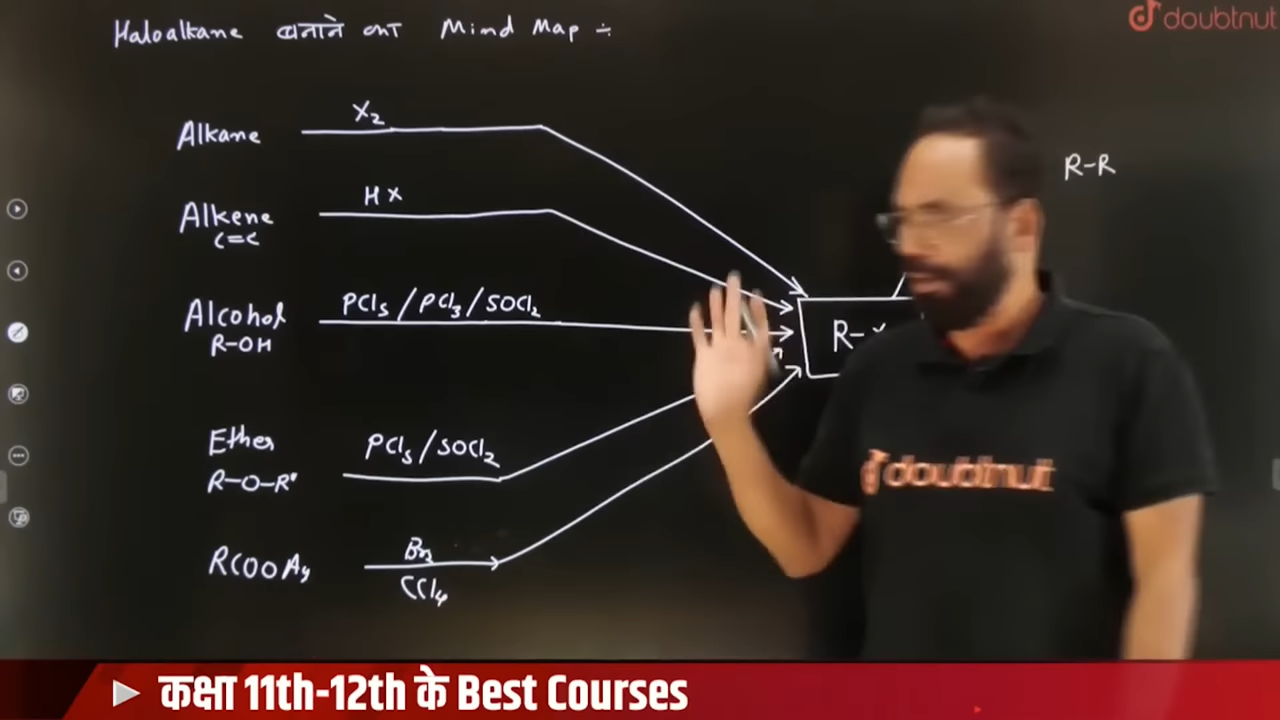 Haloalkane बनाने का Mind Map ÷
doubtnut
Alkane X₂
R-R
Alkene HX
C=C
Alcohol PCl₅ / PCl₃ / SOCl₂
R-OH
R-X
Ether PCl₅ / SOCl₂
R-O-R"
doubtnut
RCOOAg Br₂
CCl₄
कक्षा 11th-12th के Best Courses